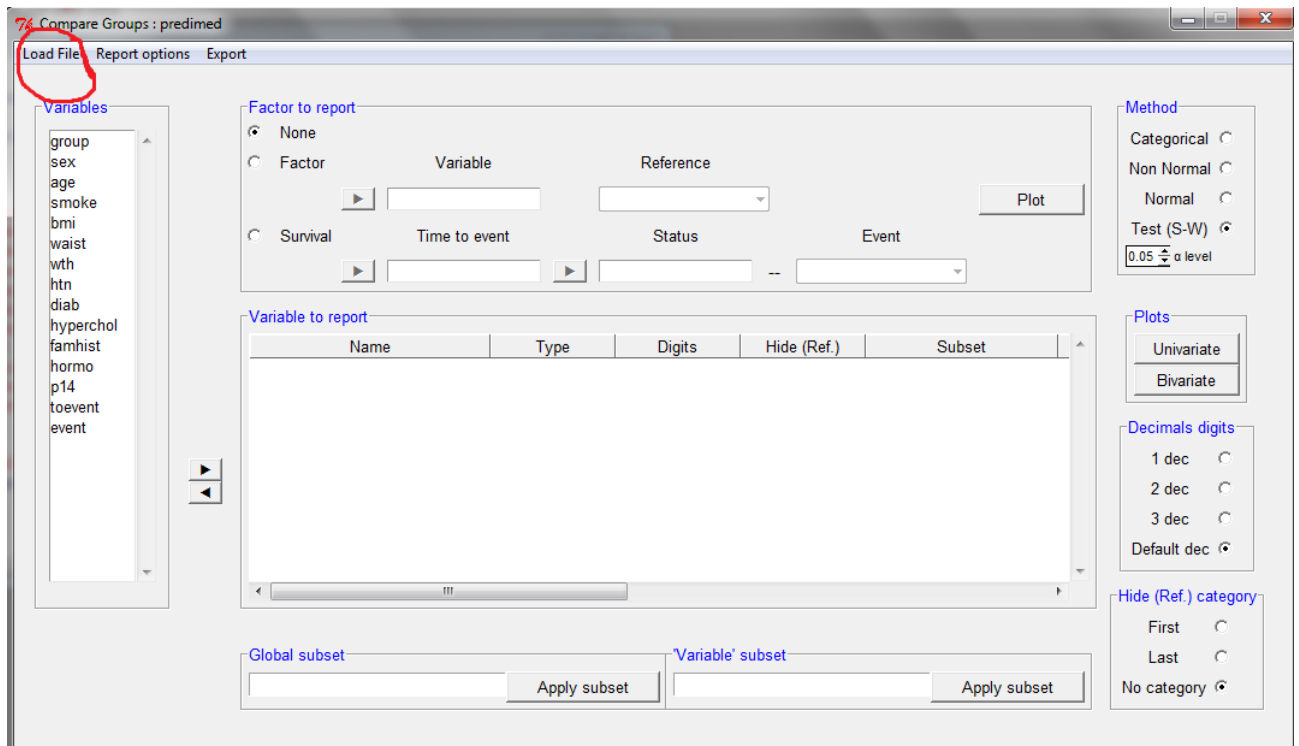 Compare Groups : predimed
Load File Report options Export
Variables
group
sex
age
smoke
bmi
waist
wth
htn
diab
hyperchol
famhist
hormo
p14
toevent
event
Factor to report
None
Factor Variable Reference
Plot
Survival Time to event Status Event
--
Variable to report
Name Type Digits Hide (Ref.) Subset
Global subset
Apply subset
'Variable' subset
Apply subset
Method
Categorical
Non Normal
Normal
Test (S-W)
0.05 α level
Plots
Univariate
Bivariate
Decimals digits
1 dec
2 dec
3 dec
Default dec
Hide (Ref.) category
First
Last
No category